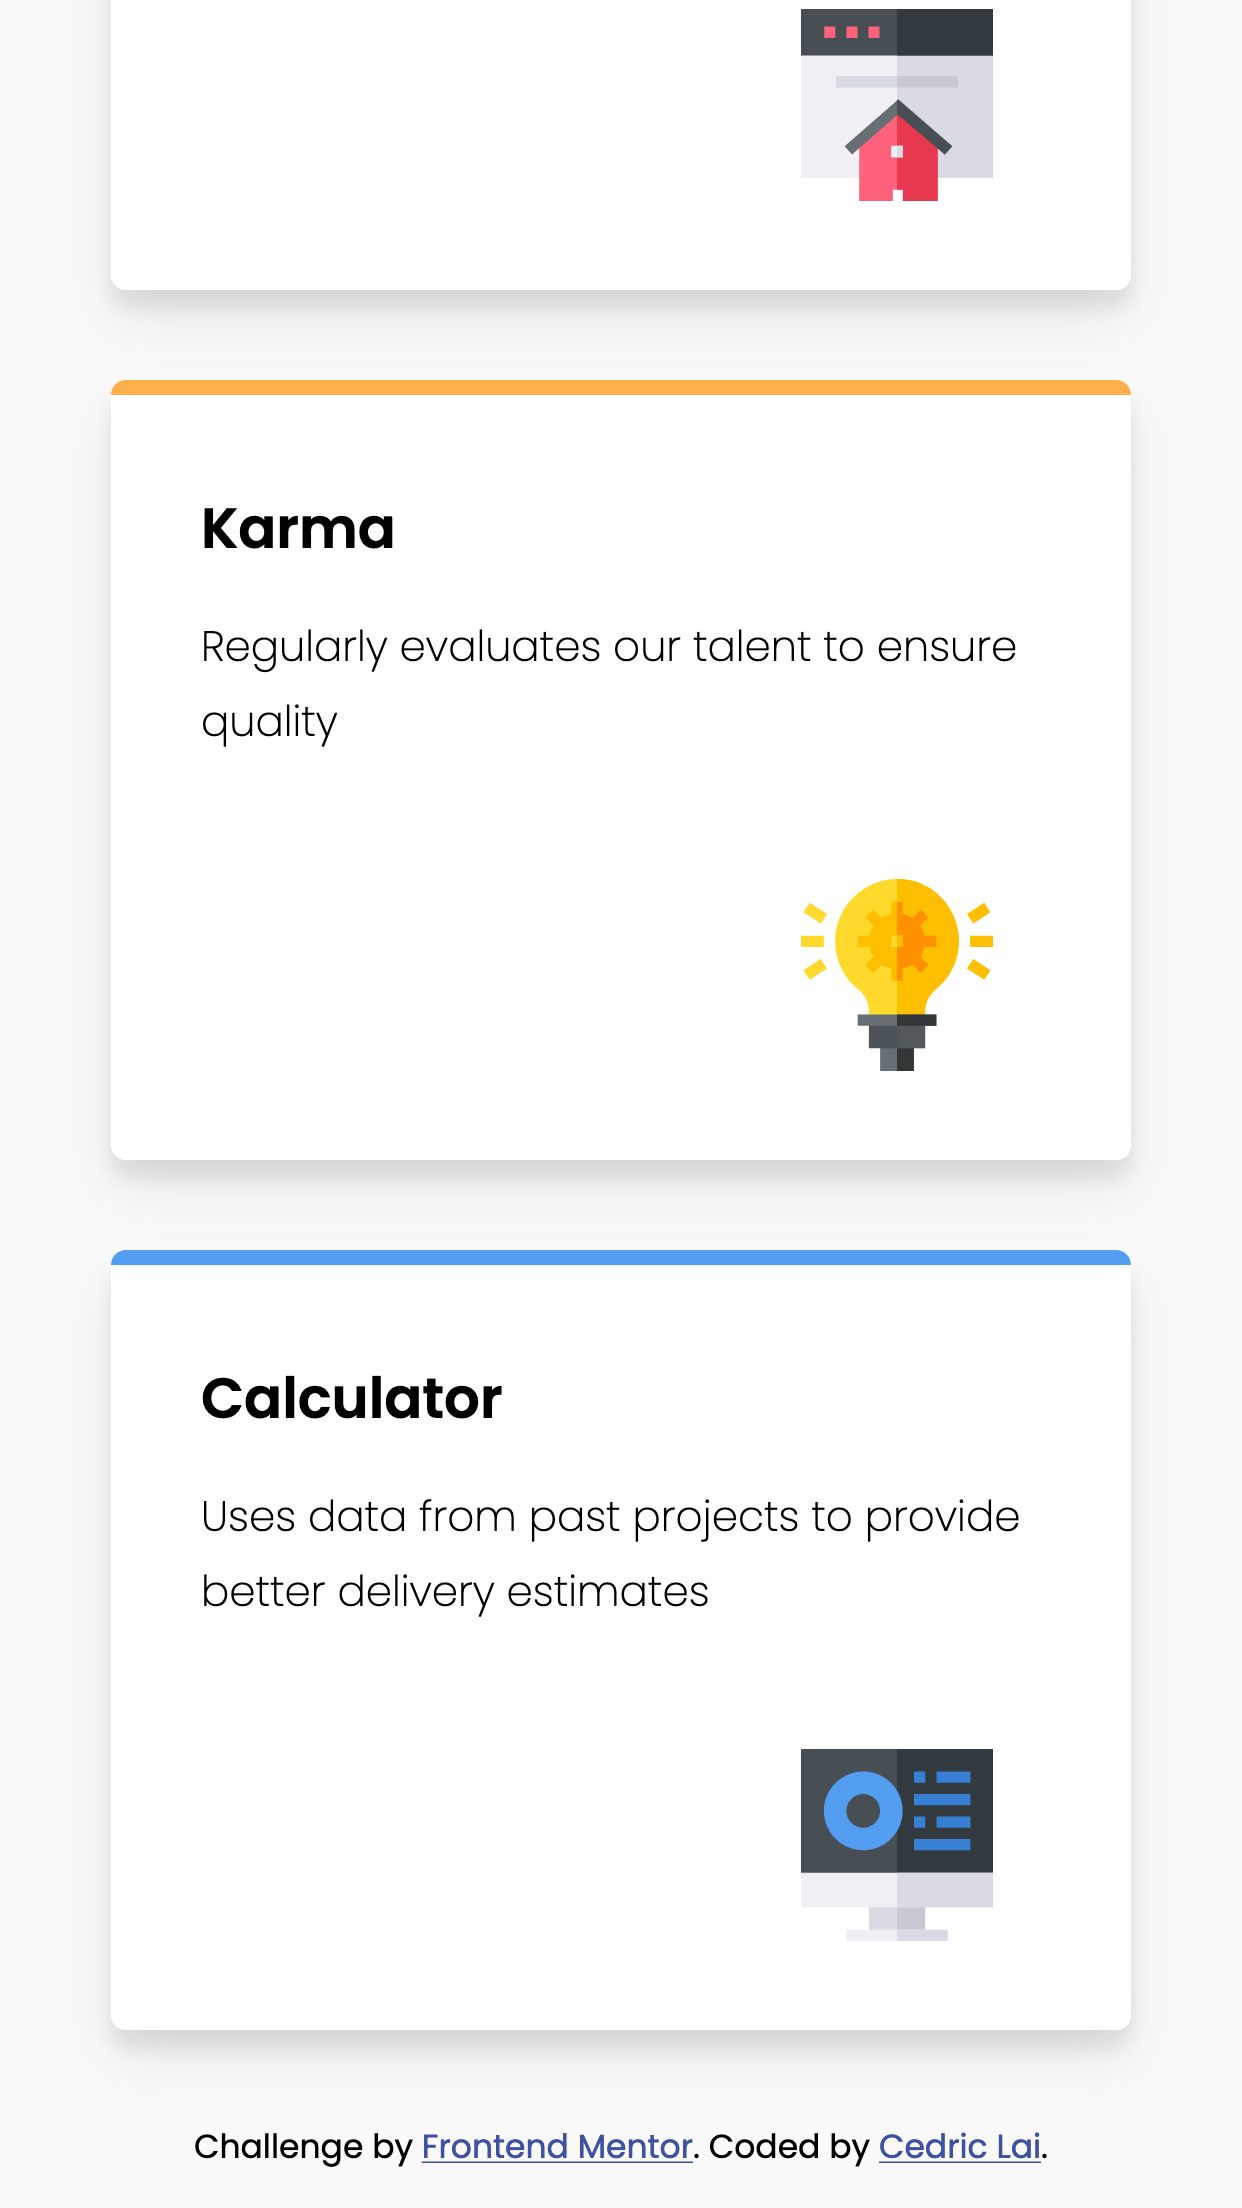 Karma
Regularly evaluates our talent to ensure
quality
Calculator
Uses data from past projects to provide
better delivery estimates
Challenge by Frontend Mentor. Coded by Cedric Lai.